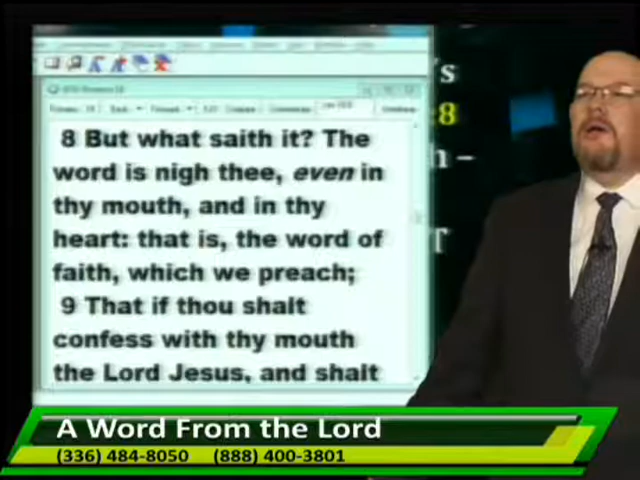 's
:8
8 But what saith it? The
word is nigh thee, even in
thy mouth, and in thy
heart: that is, the word of
faith, which we preach;
9 That if thou shalt
confess with thy mouth
the Lord Jesus, and shalt
A Word From the Lord
(336) 484-8050 (888) 400-3801